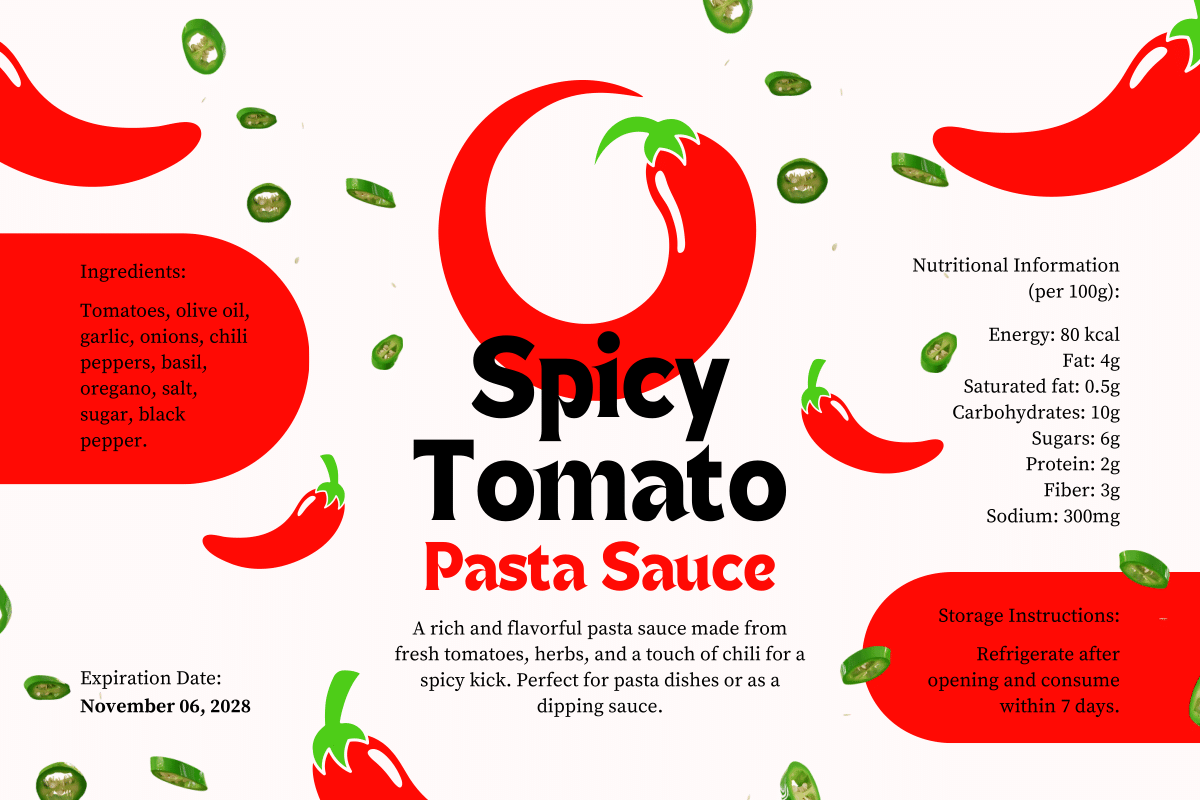 Ingredients:
Tomatoes, olive oil,
garlic, onions, chili
peppers, basil,
oregano, salt,
sugar, black
pepper.
Expiration Date:
November 06, 2028
Spicy
Tomato
Pasta Sauce
A rich and flavorful pasta sauce made from
fresh tomatoes, herbs, and a touch of chili for a
spicy kick. Perfect for pasta dishes or as a
dipping sauce.
Nutritional Information
(per 100g):
Energy: 80 kcal
Fat: 4g
Saturated fat: 0.5g
Carbohydrates: 10g
Sugars: 6g
Protein: 2g
Fiber: 3g
Sodium: 300mg
Storage Instructions:
Refrigerate after
opening and consume
within 7 days.